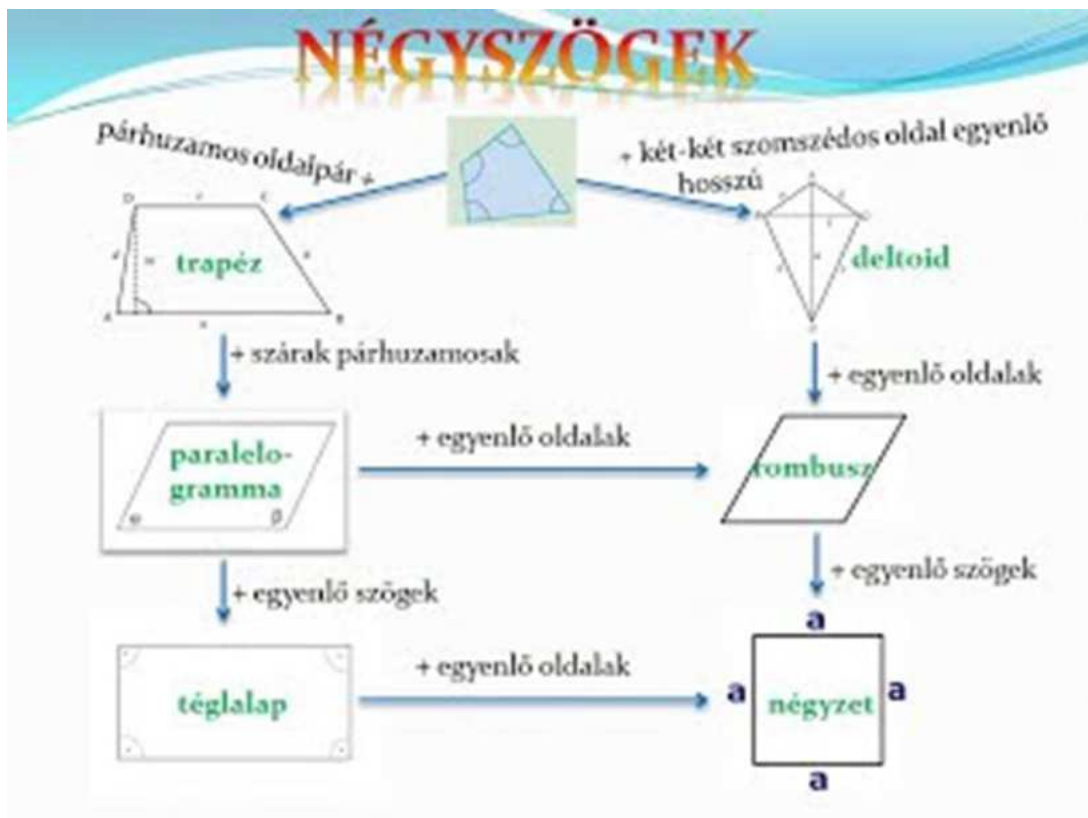 NÉGYSZÖGEK
párhuzamos oldalpár +
+ két-két szomszédos oldal egyenlő
hosszú
D
C
trapéz
A
B
deltoid
+ szárak párhuzamosak
+ egyenlő oldalak
paralelo-
gramma
α
β
+ egyenlő oldalak
rombusz
+ egyenlő szögek
+ egyenlő szögek
a
téglalap
+ egyenlő oldalak
a
négyzet
a
a